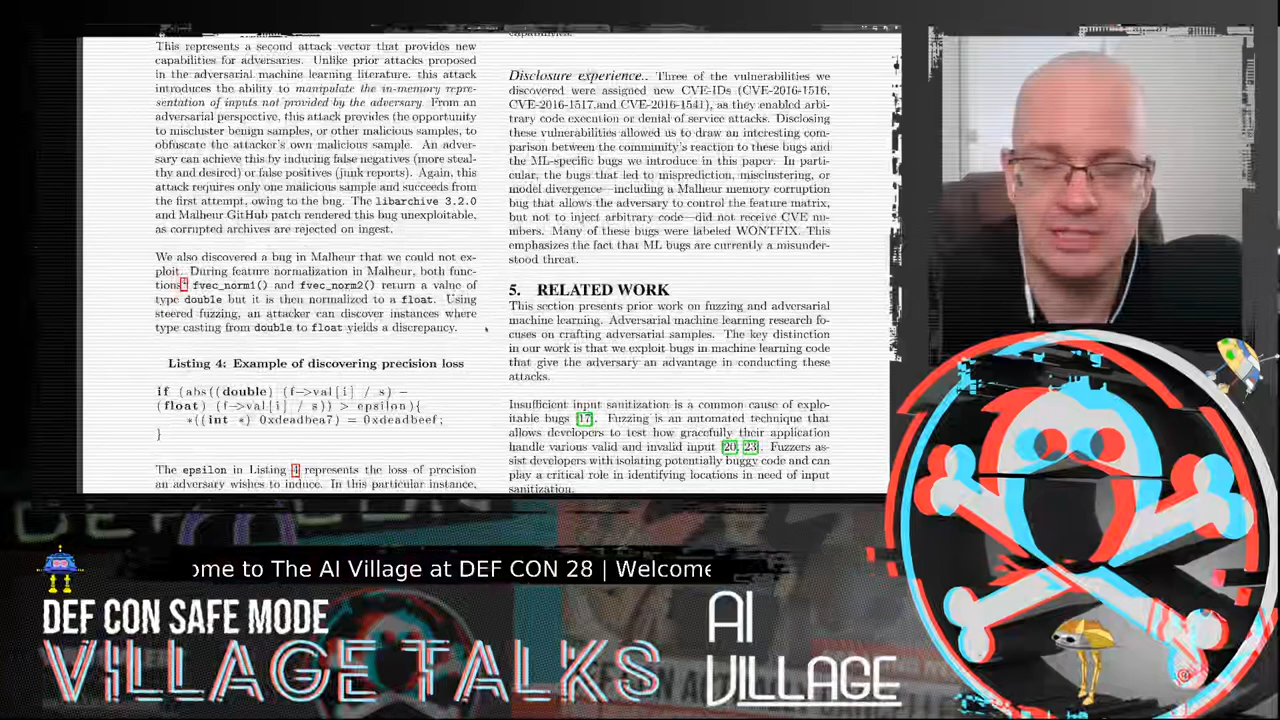 This represents a second attack vector that provides new
capabilities for adversaries. Unlike prior attacks proposed
in the adversarial machine learning literature, this attack
introduces the ability to manipulate the in-memory repre-
sentation of inputs not provided by the adversary. From an
adversarial perspective, this attack provides the opportunity
to miscluster benign samples, or other malicious samples, to
obfuscate the attacker's own malicious sample. An adver-
sary can achieve this by inducing false negatives (more steal-
thy and desired) or false positives (junk reports). Again, this
attack requires only one malicious sample and succeeds from
the first attempt, owing to the bug. The libarchive 3.2.0
and Malheur GitHub patch rendered this bug unexploitable,
as corrupted archives are rejected on ingest.
We also discovered a bug in Malheur that we could not ex-
ploit. During feature normalization in Malheur, both func-
tions fvec_norm1() and fvec_norm2() return a value of
type double but it is then normalized to a float. Using
steered fuzzing, an attacker can discover instances where
type casting from double to float yields a discrepancy.
Listing 4: Example of discovering precision loss
if (abs((double) (f->val[i] / s) -
(float) (f->val[i] / s)) > epsilon){
*((int *) 0xdeadbea7) = 0xdeadbeef;
}
The epsilon in Listing 4 represents the loss of precision
an adversary wishes to induce. In this particular instance,
capabilities.
Disclosure experience.. Three of the vulnerabilities we
discovered were assigned new CVE-IDs (CVE-2016-1516,
CVE-2016-1517,and CVE-2016-1541), as they enabled arbi-
trary code execution or denial of service attacks. Disclosing
these vulnerabilities allowed us to draw an interesting com-
parison between the community's reaction to these bugs and
the ML-specific bugs we introduce in this paper. In parti-
cular, the bugs that led to misprediction, misclustering, or
model divergence—including a Malheur memory corruption
bug that allows the adversary to control the feature matrix,
but not to inject arbitrary code—did not receive CVE nu-
mbers. Many of these bugs were labeled WONTFIX. This
emphasizes the fact that ML bugs are currently a misunder-
stood threat.
5. RELATED WORK
This section presents prior work on fuzzing and adversarial
machine learning. Adversarial machine learning research fo-
cuses on crafting adversarial samples. The key distinction
in our work is that we exploit bugs in machine learning code
that give the adversary an advantage in conducting these
attacks.
Insufficient input sanitization is a common cause of explo-
itable bugs [17]. Fuzzing is an automated technique that
allows developers to test how gracefully their application
handle various valid and invalid input [20, 23]. Fuzzers as-
sist developers with isolating potentially buggy code and can
play a critical role in identifying locations in need of input
sanitization.
ome to The AI Village at DEF CON 28 | Welcome
DEF CON SAFE MODE
VILLAGE TALKS
AI
VILLAGE